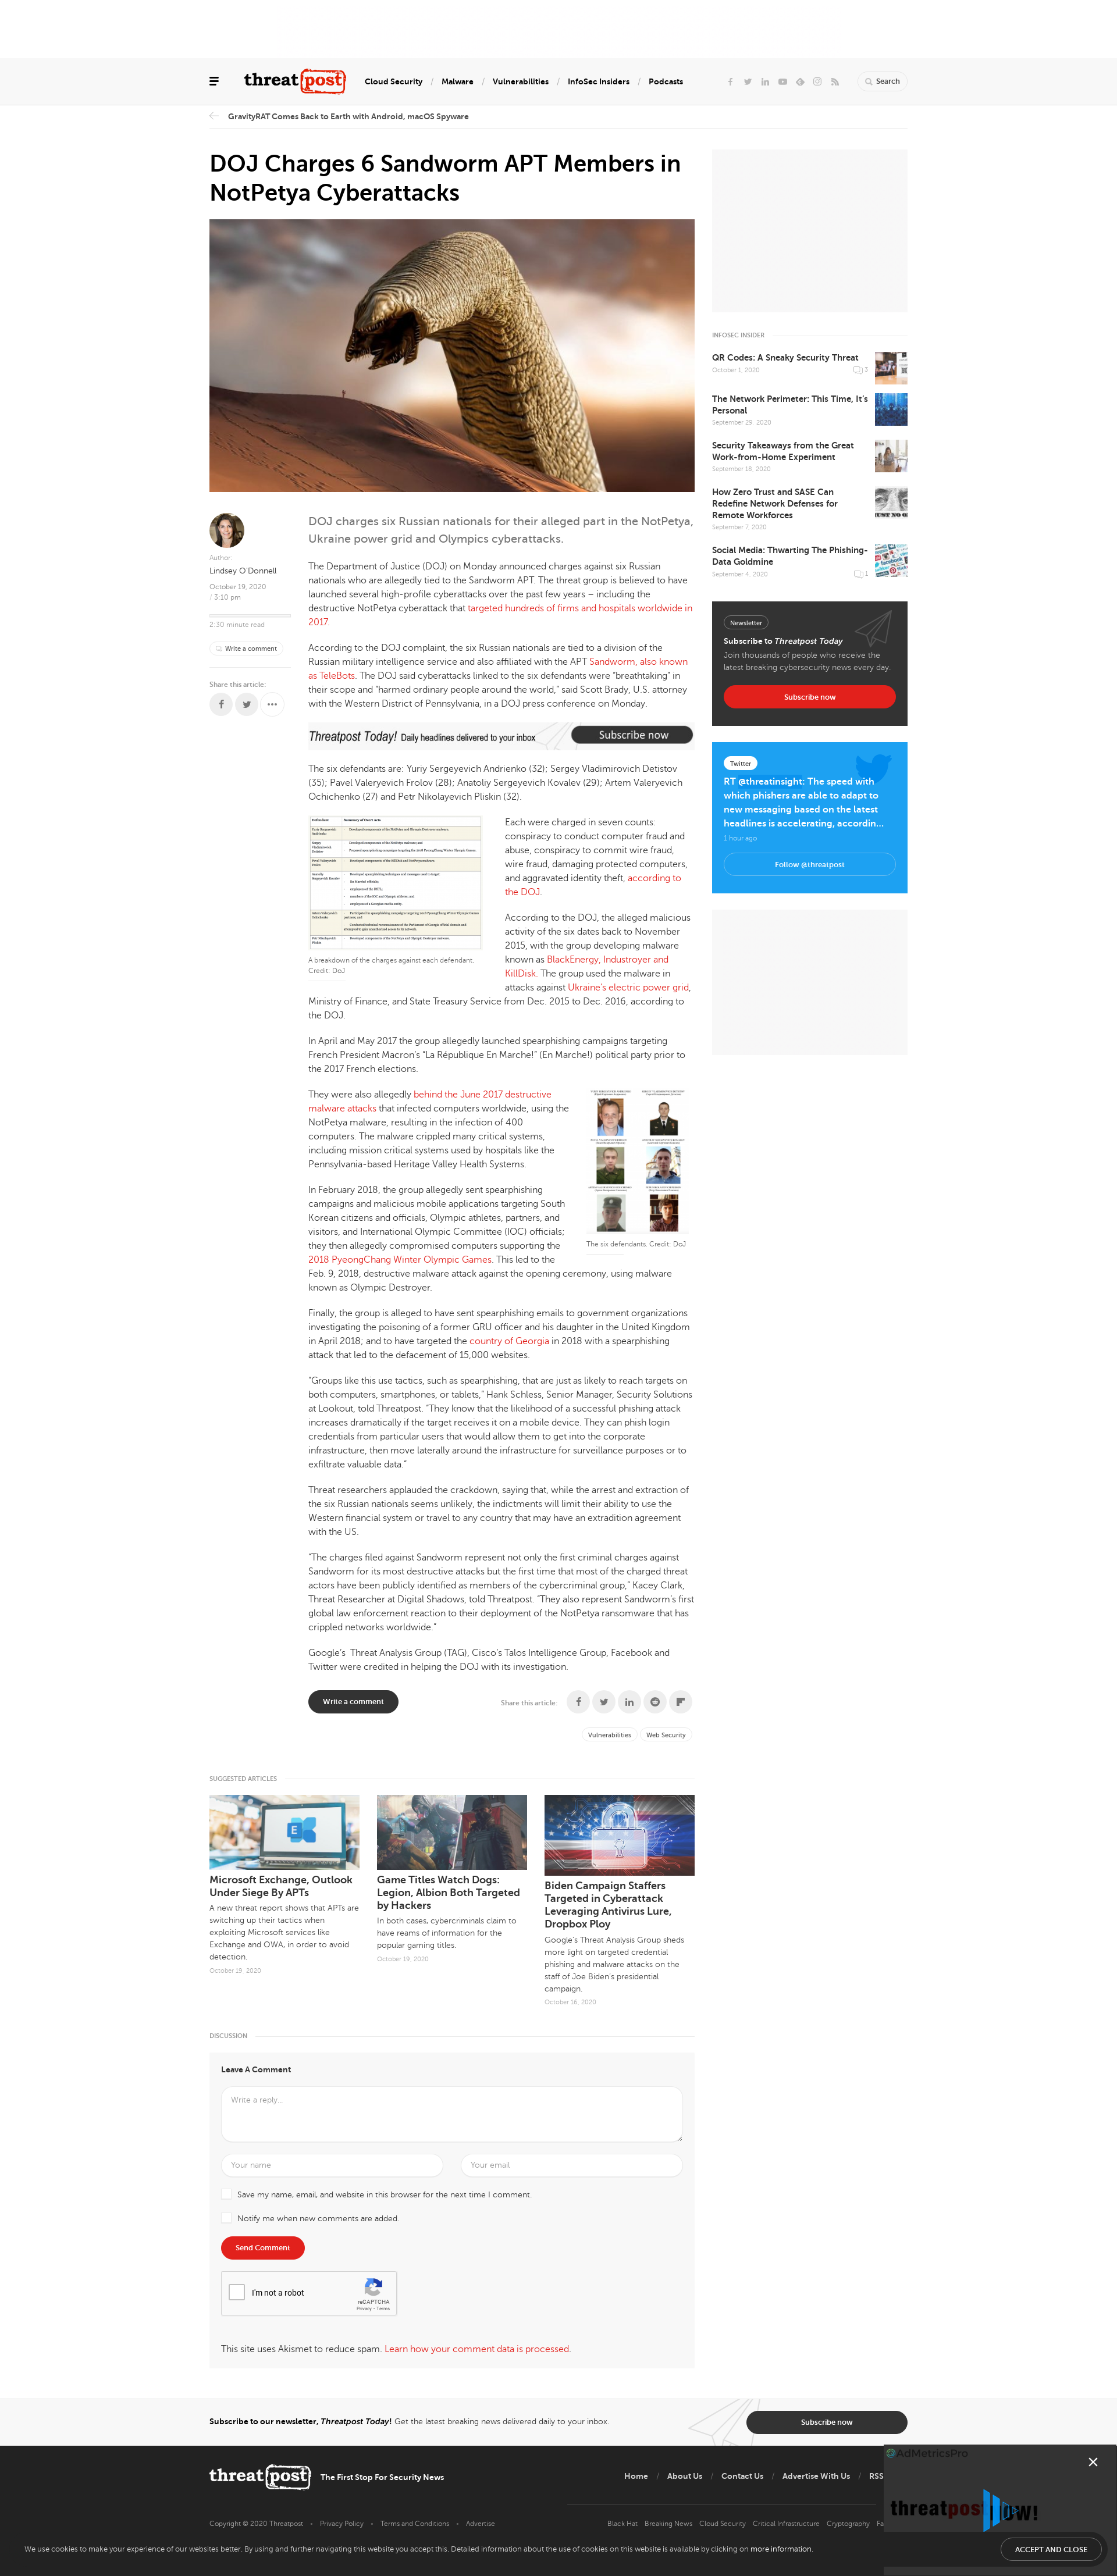 threatpost
Cloud Security / Malware / Vulnerabilities / InfoSec Insiders / Podcasts
Search
GravityRAT Comes Back to Earth with Android, macOS Spyware
DOJ Charges 6 Sandworm APT Members in
NotPetya Cyberattacks
Author:
Lindsey O'Donnell
October 19, 2020
/ 3:10 pm
2:30 minute read
Write a comment
Share this article:
DOJ charges six Russian nationals for their alleged part in the NotPetya,
Ukraine power grid and Olympics cyberattacks.
The Department of Justice (DOJ) on Monday announced charges against six Russian
nationals who are allegedly tied to the Sandworm APT. The threat group is believed to have
launched several high-profile cyberattacks over the past few years – including the
destructive NotPetya cyberattack that targeted hundreds of firms and hospitals worldwide in
2017.
According to the DOJ complaint, the six Russian nationals are tied to a division of the
Russian military intelligence service and also affiliated with the APT Sandworm, also known
as TeleBots. The DOJ said cyberattacks linked to the six defendants were "breathtaking" in
their scope and "harmed ordinary people around the world," said Scott Brady, U.S. attorney
with the Western District of Pennsylvania, in a DOJ press conference on Monday.
Threatpost Today! Daily headlines delivered to your inbox Subscribe now
The six defendants are: Yuriy Sergeyevich Andrienko (32); Sergey Vladimirovich Detistov
(35); Pavel Valeryevich Frolov (28); Anatoliy Sergeyevich Kovalev (29); Artem Valeryevich
Ochichenko (27) and Petr Nikolayevich Pliskin (32).
Defendant Summary of Overt Acts
A breakdown of the charges against each defendant.
Credit: DoJ
Each were charged in seven counts:
conspiracy to conduct computer fraud and
abuse, conspiracy to commit wire fraud,
wire fraud, damaging protected computers,
and aggravated identity theft, according to
the DOJ.
According to the DOJ, the alleged malicious
activity of the six dates back to November
2015, with the group developing malware
known as BlackEnergy, Industroyer and
KillDisk. The group used the malware in
attacks against Ukraine's electric power grid,
Ministry of Finance, and State Treasury Service from Dec. 2015 to Dec. 2016, according to
the DOJ.
In April and May 2017 the group allegedly launched spearphishing campaigns targeting
French President Macron's "La République En Marche!" (En Marche!) political party prior to
the 2017 French elections.
They were also allegedly behind the June 2017 destructive
malware attacks that infected computers worldwide, using the
NotPetya malware, resulting in the infection of 400
computers. The malware crippled many critical systems,
including mission critical systems used by hospitals like the
Pennsylvania-based Heritage Valley Health Systems.
The six defendants. Credit: DoJ
In February 2018, the group allegedly sent spearphishing
campaigns and malicious mobile applications targeting South
Korean citizens and officials, Olympic athletes, partners, and
visitors, and International Olympic Committee (IOC) officials;
they then allegedly compromised computers supporting the
2018 PyeongChang Winter Olympic Games. This led to the
Feb. 9, 2018, destructive malware attack against the opening ceremony, using malware
known as Olympic Destroyer.
Finally, the group is alleged to have sent spearphishing emails to government organizations
investigating the poisoning of a former GRU officer and his daughter in the United Kingdom
in April 2018; and to have targeted the country of Georgia in 2018 with a spearphishing
attack that led to the defacement of 15,000 websites.
"Groups like this use tactics, such as spearphishing, that are just as likely to reach targets on
both computers, smartphones, or tablets," Hank Schless, Senior Manager, Security Solutions
at Lookout, told Threatpost. "They know that the likelihood of a successful phishing attack
increases dramatically if the target receives it on a mobile device. They can phish login
credentials from particular users that would allow them to get into the corporate
infrastructure, then move laterally around the infrastructure for surveillance purposes or to
exfiltrate valuable data."
Threat researchers applauded the crackdown, saying that, while the arrest and extraction of
the six Russian nationals seems unlikely, the indictments will limit their ability to use the
Western financial system or travel to any country that may have an extradition agreement
with the US.
"The charges filed against Sandworm represent not only the first criminal charges against
Sandworm for its most destructive attacks but the first time that most of the charged threat
actors have been publicly identified as members of the cybercriminal group," Kacey Clark,
Threat Researcher at Digital Shadows, told Threatpost. "They also represent Sandworm's first
global law enforcement reaction to their deployment of the NotPetya ransomware that has
crippled networks worldwide."
Google's Threat Analysis Group (TAG), Cisco's Talos Intelligence Group, Facebook and
Twitter were credited in helping the DOJ with its investigation.
Write a comment
Share this article:
Vulnerabilities
Web Security
INFOSEC INSIDER
QR Codes: A Sneaky Security Threat
October 1, 2020
3
The Network Perimeter: This Time, It's
Personal
September 29, 2020
Security Takeaways from the Great
Work-from-Home Experiment
September 18, 2020
How Zero Trust and SASE Can
Redefine Network Defenses for
Remote Workforces
September 7, 2020
Social Media: Thwarting The Phishing-
Data Goldmine
September 4, 2020
1
Newsletter
Subscribe to Threatpost Today
Join thousands of people who receive the
latest breaking cybersecurity news every day.
Subscribe now
Twitter
RT @threatinsight: The speed with
which phishers are able to adapt to
new messaging based on the latest
headlines is accelerating, accordin…
1 hour ago
Follow @threatpost
SUGGESTED ARTICLES
Microsoft Exchange, Outlook
Under Siege By APTs
A new threat report shows that APTs are
switching up their tactics when
exploiting Microsoft services like
Exchange and OWA, in order to avoid
detection.
October 19, 2020
Game Titles Watch Dogs:
Legion, Albion Both Targeted
by Hackers
In both cases, cybercriminals claim to
have reams of information for the
popular gaming titles.
October 19, 2020
Biden Campaign Staffers
Targeted in Cyberattack
Leveraging Antivirus Lure,
Dropbox Ploy
Google's Threat Analysis Group sheds
more light on targeted credential
phishing and malware attacks on the
staff of Joe Biden's presidential
campaign.
October 16, 2020
DISCUSSION
Leave A Comment
Write a reply...
Your name
Your email
Save my name, email, and website in this browser for the next time I comment.
Notify me when new comments are added.
Send Comment
I'm not a robot
reCAPTCHA
Privacy - Terms
This site uses Akismet to reduce spam. Learn how your comment data is processed.
Subscribe to our newsletter, Threatpost Today! Get the latest breaking news delivered daily to your inbox.
Subscribe now
threatpost The First Stop For Security News
Home / About Us / Contact Us / Advertise With Us / RSS
AdMetricsPro
threatpost NOW!
Copyright © 2020 Threatpost • Privacy Policy • Terms and Conditions • Advertise
Black Hat Breaking News Cloud Security Critical Infrastructure Cryptography Fa
We use cookies to make your experience of our websites better. By using and further navigating this website you accept this. Detailed information about the use of cookies on this website is available by clicking on more information.
ACCEPT AND CLOSE